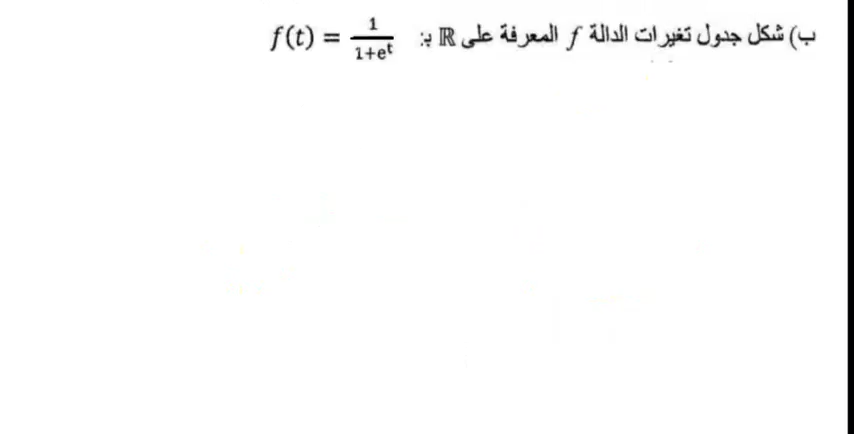 ب) شكل جدول تغيرات الدالة f المعرفة على ℝ بـ: f(t) = 1/(1+e^t)